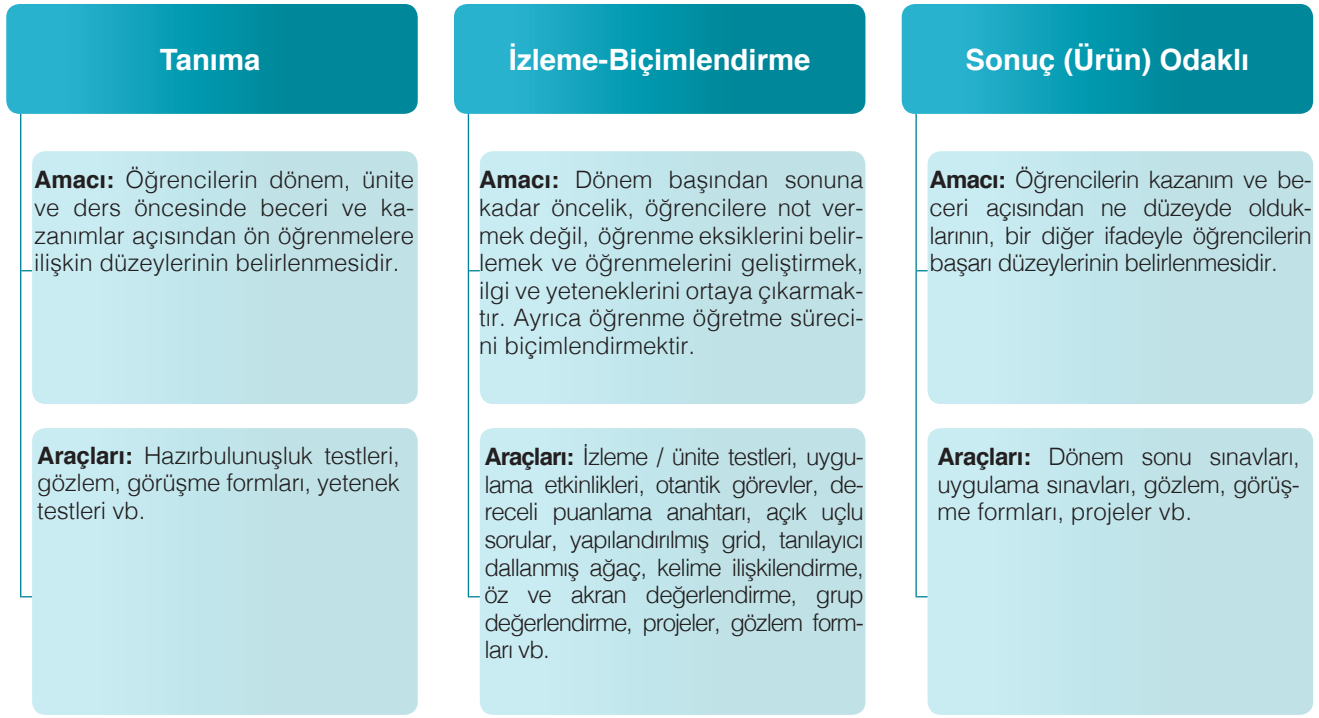 Tanıma
Amacı: Öğrencilerin dönem, ünite
ve ders öncesinde beceri ve ka-
zanımlar açısından ön öğrenmelere
ilişkin düzeylerinin belirlenmesidir.
Araçları: Hazırbulunuşluk testleri,
gözlem, görüşme formları, yetenek
testleri vb.
İzleme-Biçimlendirme
Amacı: Dönem başından sonuna
kadar öncelik, öğrencilere not ver-
mek değil, öğrenme eksiklerini belir-
lemek ve öğrenmelerini geliştirmek,
ilgi ve yeteneklerini ortaya çıkarmak-
tır. Ayrıca öğrenme öğretme süreci-
ni biçimlendirmektir.
Araçları: İzleme / ünite testleri, uygu-
lama etkinlikleri, otantik görevler, de-
receli puanlama anahtarı, açık uçlu
sorular, yapılandırılmış grid, tanılayıcı
dallanmış ağaç, kelime ilişkilendirme,
öz ve akran değerlendirme, grup
değerlendirme, projeler, gözlem form-
ları vb.
Sonuç (Ürün) Odaklı
Amacı: Öğrencilerin kazanım ve be-
ceri açısından ne düzeyde olduk-
larının, bir diğer ifadeyle öğrencilerin
başarı düzeylerinin belirlenmesidir.
Araçları: Dönem sonu sınavları,
uygulama sınavları, gözlem, görüş-
me formları, projeler vb.